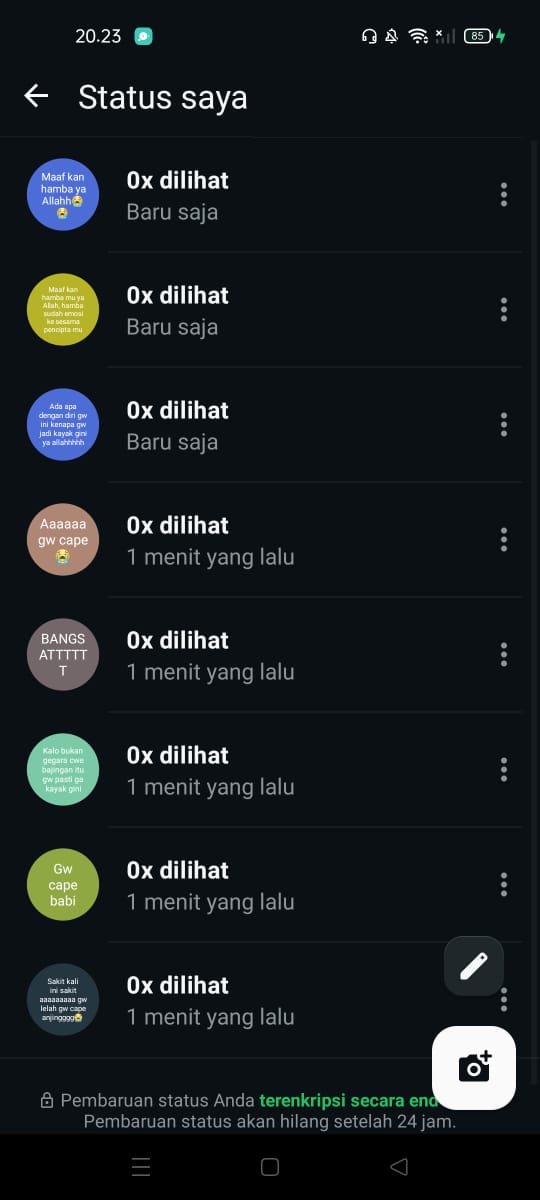 20.23
85
Status saya
Maaf kan
hamba ya
Allahh😭
😭
0x dilihat
Baru saja
Maaf kan
hamba mu ya
Allah, hamba
sudah emosi
ke sesama
pencipta mu
0x dilihat
Baru saja
Ada apa
dengan diri gw
ini kenapa gw
jadi kayak gini
ya allahhhhh
0x dilihat
Baru saja
Aaaaaa
gw cape
😭
0x dilihat
1 menit yang lalu
BANGS
ATTTTT
T
0x dilihat
1 menit yang lalu
Kalo bukan
gegara cwe
bajingan itu
gw pasti ga
kayak gini
0x dilihat
1 menit yang lalu
Gw
cape
babi
0x dilihat
1 menit yang lalu
Sakit kali
ini sakit
aaaaaaaaa gw
lelah gw cape
anjingggg😭
0x dilihat
1 menit yang lalu
Pembaruan status Anda terenkripsi secara end
Pembaruan status akan hilang setelah 24 jam.